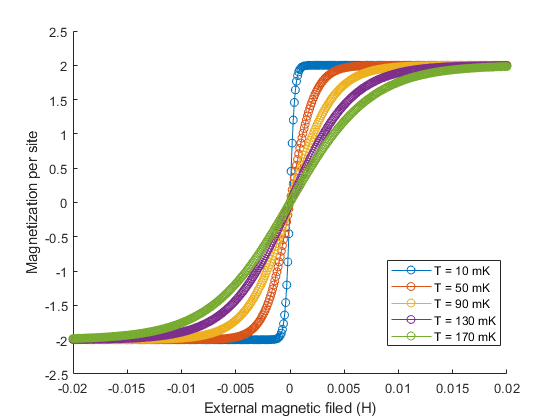 2.5
2
1.5
1
0.5
0
-0.5
-1
-1.5
-2
-2.5
Magnetization per site
T = 10 mK
T = 50 mK
T = 90 mK
T = 130 mK
T = 170 mK
-0.02 -0.015 -0.01 -0.005 0 0.005 0.01 0.015 0.02
External magnetic filed (H)